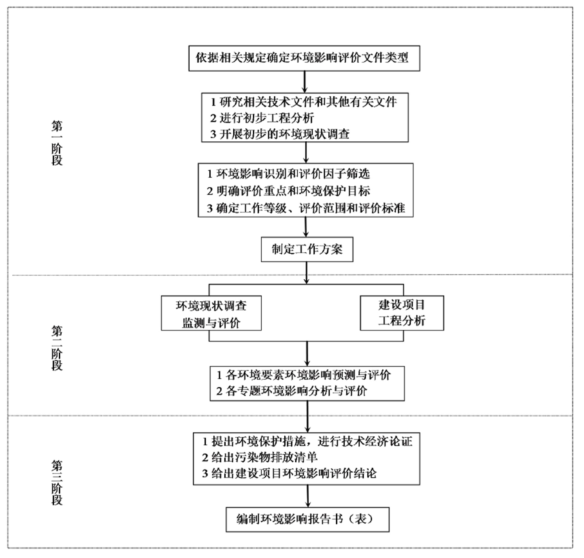 依据相关规定确定环境影响评价文件类型
第一阶段
1 研究相关技术文件和其他有关文件
2 进行初步工程分析
3 开展初步的环境现状调查
1 环境影响识别和评价因子筛选
2 明确评价重点和环境保护目标
3 确定工作等级、评价范围和评价标准
制定工作方案
第二阶段
环境现状调查
监测与评价
建设项目
工程分析
1 各环境要素环境影响预测与评价
2 各专题环境影响分析与评价
第三阶段
1 提出环境保护措施，进行技术经济论证
2 给出污染物排放清单
3 给出建设项目环境影响评价结论
编制环境影响报告书（表）